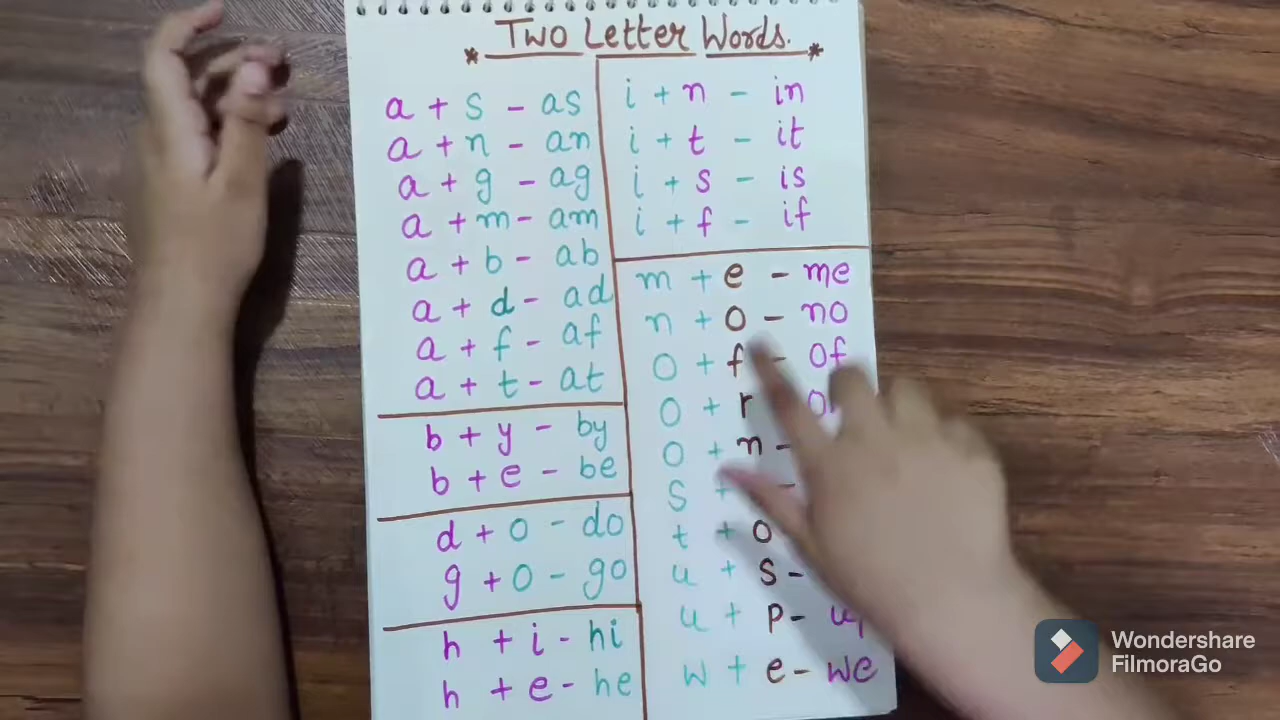 * Two Letter Words. *
a + s - as
a + n - an
a + g - ag
a + m - am
a + b - ab
a + d - ad
a + f - af
a + t - at
b + y - by
b + e - be
d + o - do
g + o - go
h + i - hi
h + e - he
i + n - in
i + t - it
i + s - is
i + f - if
m + e - me
n + o - no
o + f - of
o + r
o + n -
s + -
t + o
u + s -
u + p - up
w + e - we
Wondershare
FilmoraGo